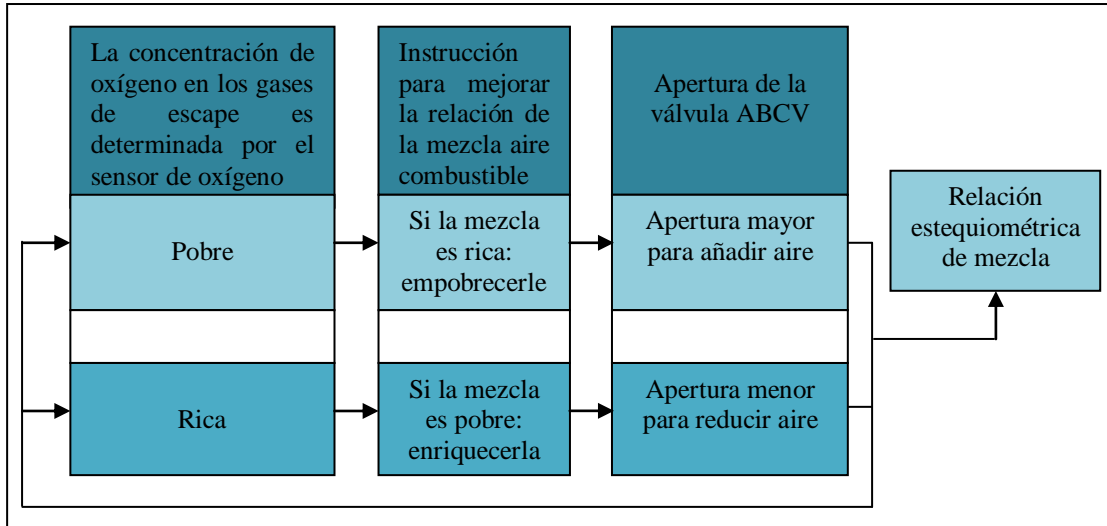 La concentración de
oxígeno en los gases
de escape es
determinada por el
sensor de oxígeno
Instrucción
para mejorar
la relación de
la mezcla aire
combustible
Apertura de la
válvula ABCV
Pobre
Si la mezcla
es rica:
empobrecerle
Apertura mayor
para añadir aire
Relación
estequiométrica
de mezcla
Rica
Si la mezcla
es pobre:
enriquecerla
Apertura menor
para reducir aire